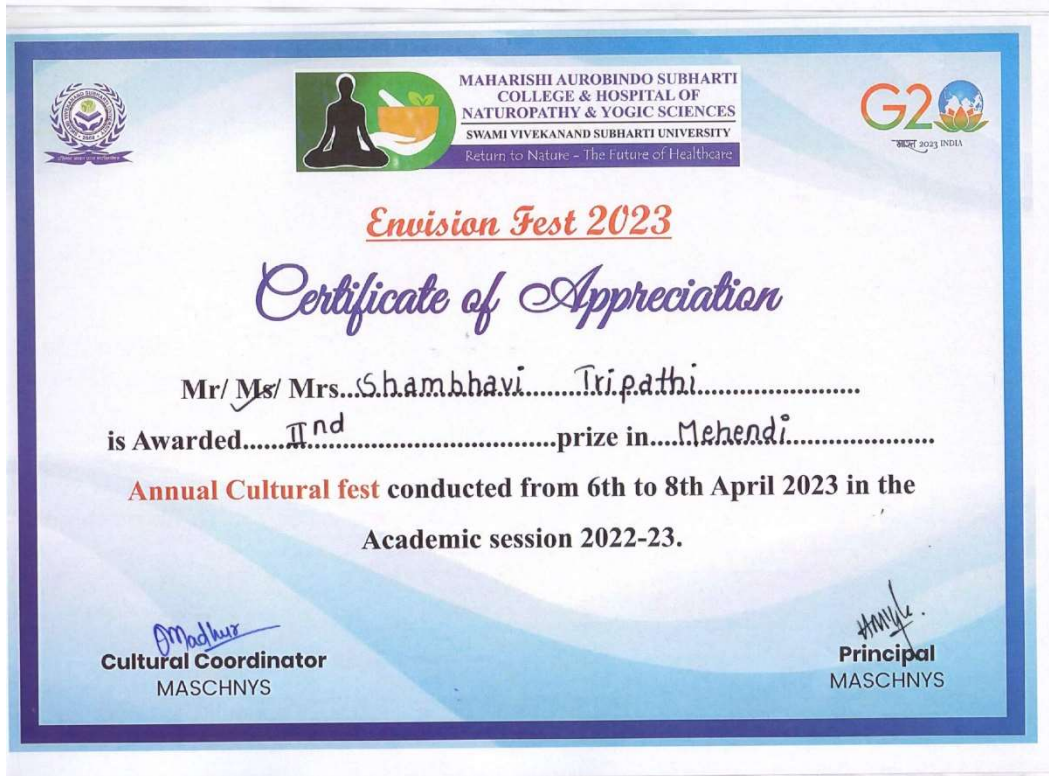 MAHARISHI AUROBINDO SUBHARTI
COLLEGE & HOSPITAL OF
NATUROPATHY & YOGIC SCIENCES
SWAMI VIVEKANAND SUBHARTI UNIVERSITY
Return to Nature - The Future of Healthcare
G20
भारत 2023 INDIA
Envision Fest 2023
Certificate of Appreciation
Mr/ Ms/ Mrs...Shambhavi......Tripathi......................
is Awarded......IInd..............................prize in....Mehendi......................
Annual Cultural fest conducted from 6th to 8th April 2023 in the
Academic session 2022-23.
Madhur
Cultural Coordinator
MASCHNYS
Principal
MASCHNYS